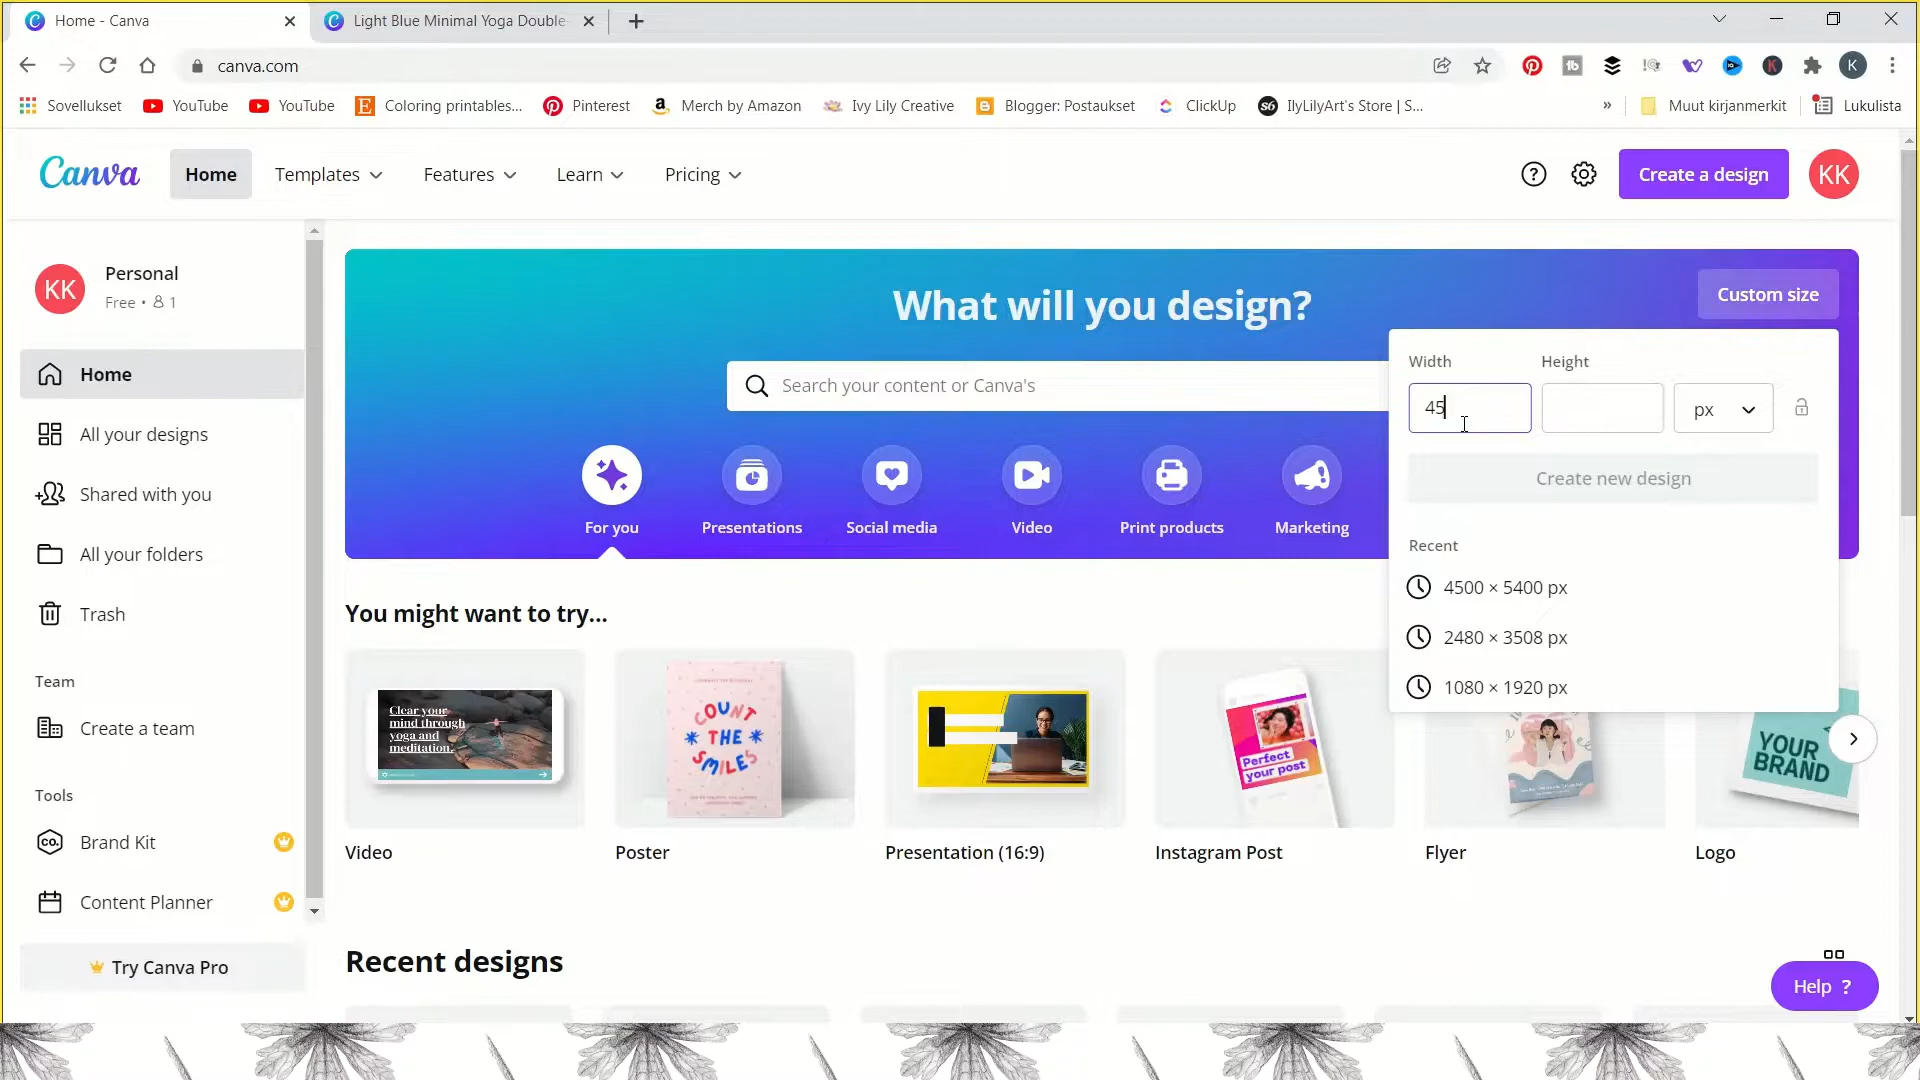 Home - Canva
Light Blue Minimal Yoga Double
canva.com
K
Sovellukset
YouTube
YouTube
Coloring printables...
Pinterest
Merch by Amazon
Ivy Lily Creative
Blogger: Postaukset
ClickUp
IlyLilyArt's Store | S...
»
Muut kirjanmerkit
Lukulista
Canva
Home
Templates
Features
Learn
Pricing
?
Create a design
KK
KK
Personal
Free • 1
Home
All your designs
Shared with you
All your folders
Trash
Team
Create a team
Tools
CO.
Brand Kit
Content Planner
Try Canva Pro
What will you design?
Custom size
Search your content or Canva's
For you
Presentations
Social media
Video
Print products
Marketing
Width
Height
45
px
Create new design
Recent
4500 × 5400 px
2480 × 3508 px
1080 × 1920 px
You might want to try...
Clear your
mind through
yoga and
meditation.
COUNT
THE
SMILES
Perfect
your post
YOUR
BRAND
Video
Poster
Presentation (16:9)
Instagram Post
Flyer
Logo
Recent designs
Help ?